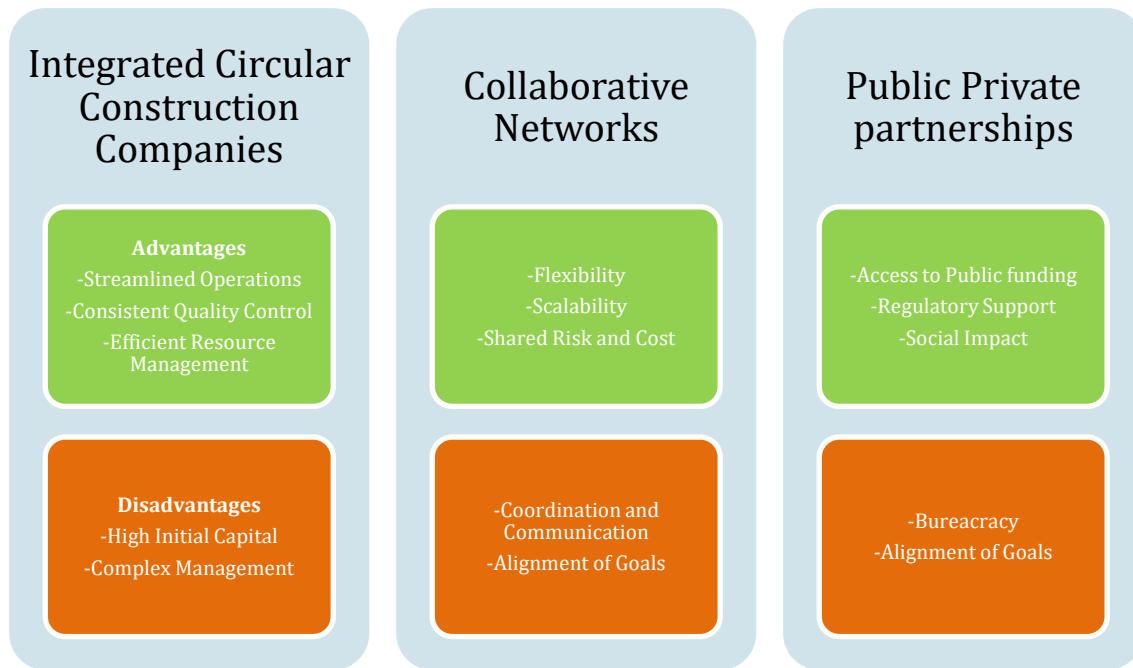 Integrated Circular
Construction
Companies
Advantages
-Streamlined Operations
-Consistent Quality Control
-Efficient Resource
Management
Disadvantages
-High Initial Capital
-Complex Management
Collaborative
Networks
-Flexibility
-Scalability
-Shared Risk and Cost
-Coordination and
Communication
-Alignment of Goals
Public Private
partnerships
-Access to Public funding
-Regulatory Support
-Social Impact
-Bureacracy
-Alignment of Goals